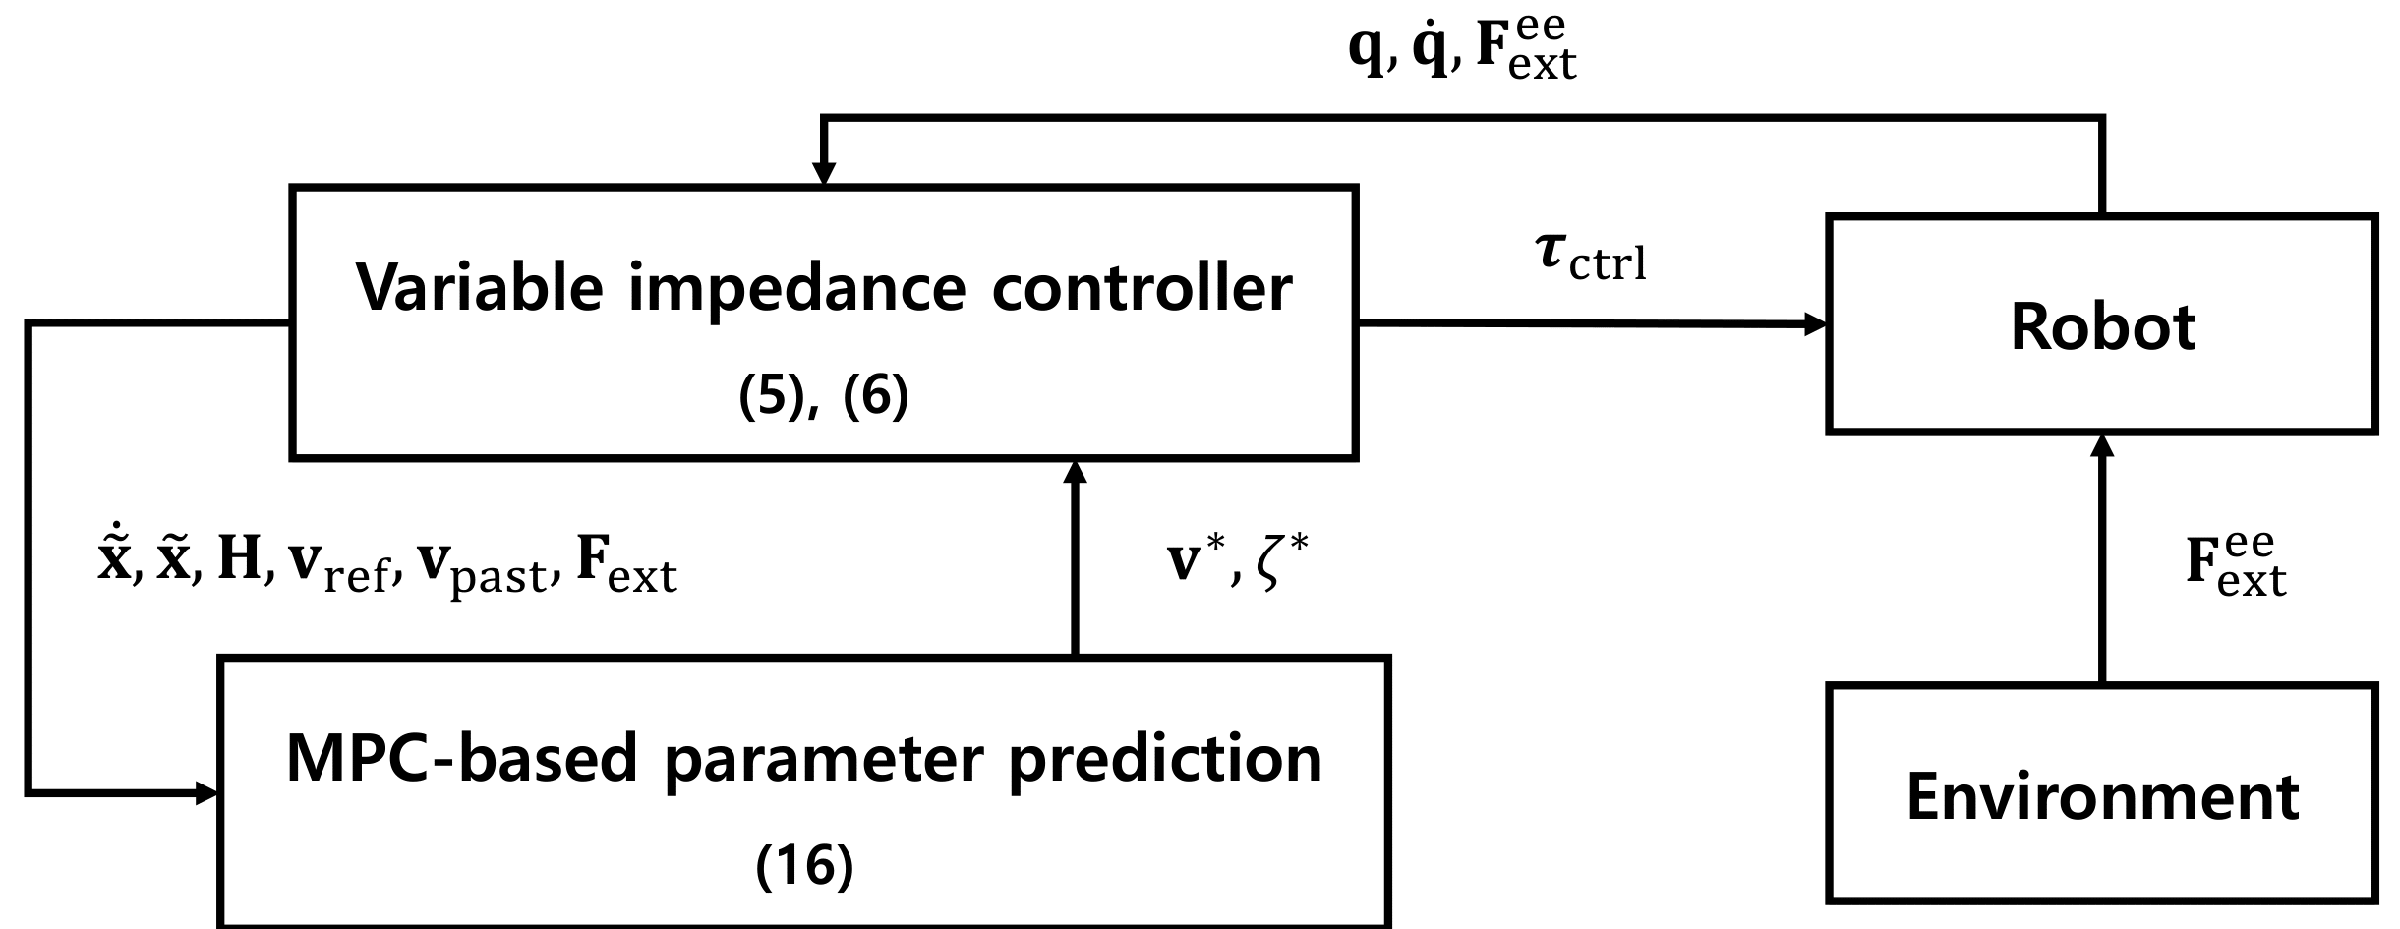 q, q̇, F_ext^ee
Variable impedance controller
(5), (6)
τ_ctrl
Robot
x̃̇, x̃, H, v_ref, v_past, F_ext
v*, ζ*
F_ext^ee
MPC-based parameter prediction
(16)
Environment